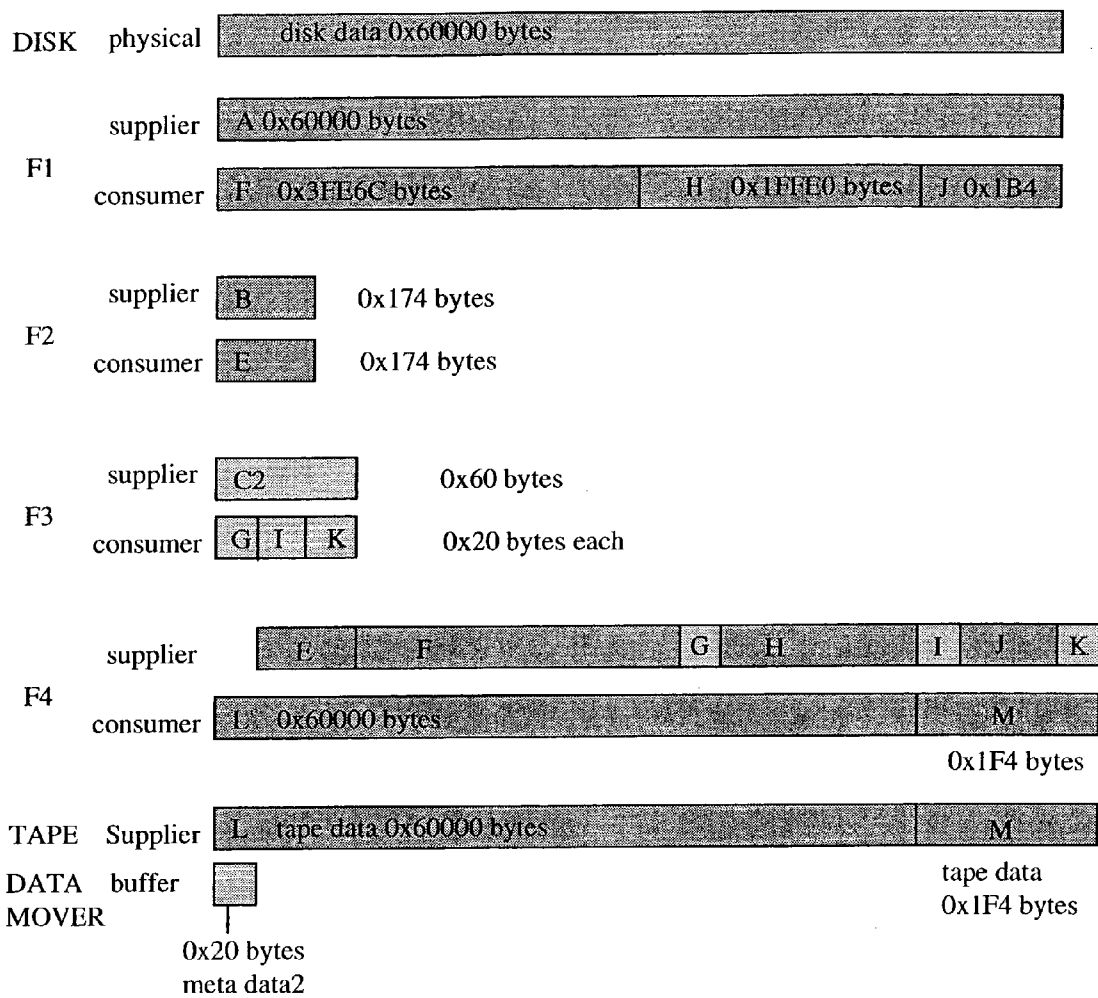 DISK physical disk data 0x60000 bytes
supplier A 0x60000 bytes
F1
consumer F 0x3FE6C bytes H 0x1FFE0 bytes J 0x1B4
supplier B 0x174 bytes
F2
consumer E 0x174 bytes
supplier C2 0x60 bytes
F3
consumer G I K 0x20 bytes each
supplier E F G H I J K
F4
consumer L 0x60000 bytes M
0x1F4 bytes
TAPE Supplier L tape data 0x60000 bytes M
DATA buffer tape data
MOVER 0x1F4 bytes
0x20 bytes
meta data2